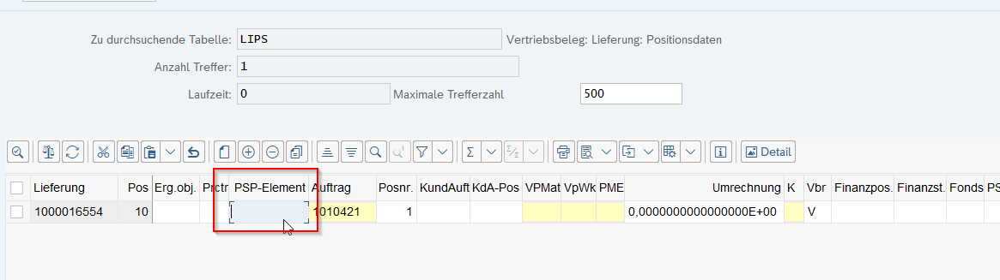 Zu durchsuchende Tabelle: LIPS Vertriebsbeleg: Lieferung: Positionsdaten
Anzahl Treffer: 1
Laufzeit: 0 Maximale Trefferzahl 500
Detail
Lieferung Pos Erg.obj. Prctr PSP-Element Auftrag Posnr. KundAuft KdA-Pos VPMat VpWk PME Umrechnung K Vbr Finanzpos. Finanzst. Fonds PS
1000016554 10 1010421 1 0,0000000000000000E+00 V